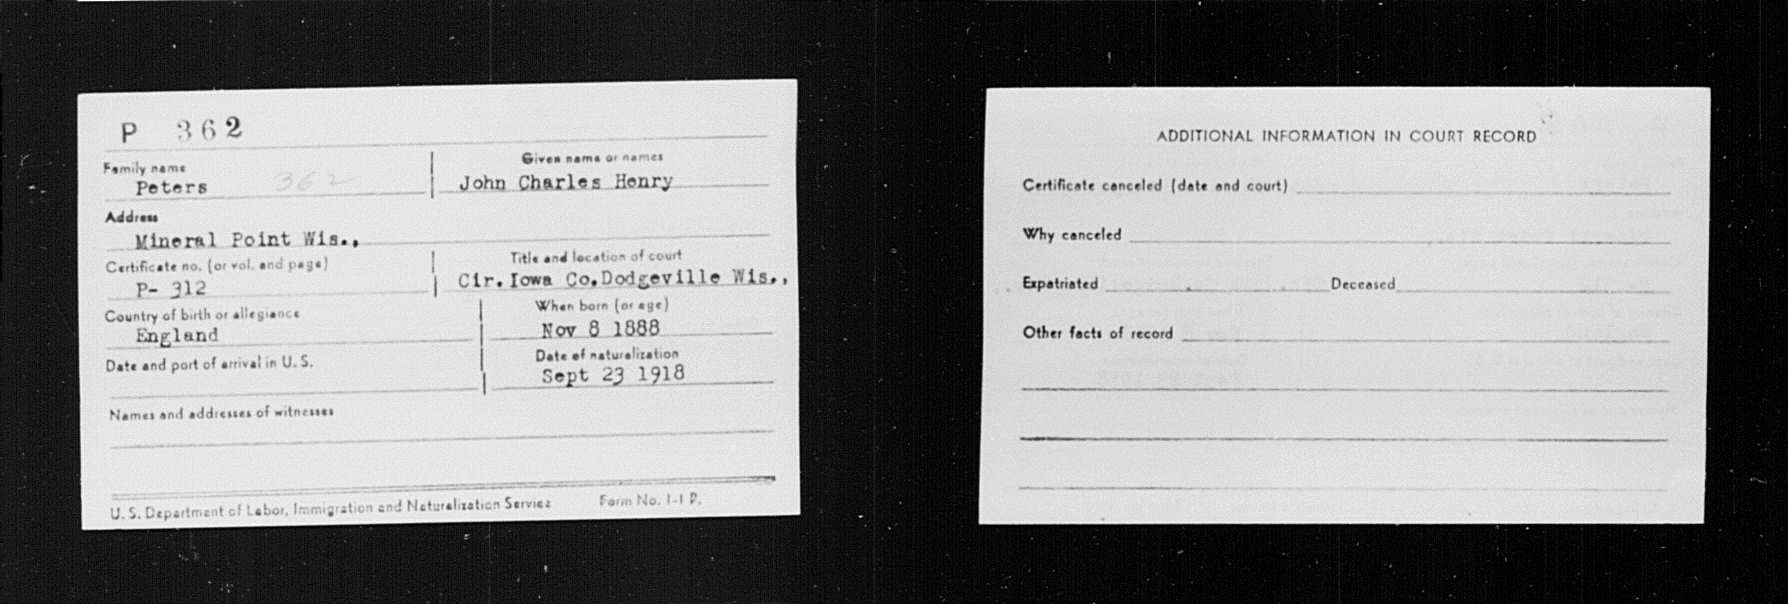 P 362
Family name
Given name or names
Peters 362
John Charles Henry
Address
Mineral Point Wis.,
Certificate no. (or vol. and page)
Title and location of court
P- 312
Cir. Iowa Co. Dodgeville Wis.,
Country of birth or allegiance
When born (or age)
England
Nov 8 1888
Date and port of arrival in U. S.
Date of naturalization
Sept 23 1918
Names and addresses of witnesses
U. S. Department of Labor, Immigration and Naturalization Service Form No. 1-I P.
ADDITIONAL INFORMATION IN COURT RECORD
Certificate canceled (date and court)
Why canceled
Expatriated Deceased
Other facts of record